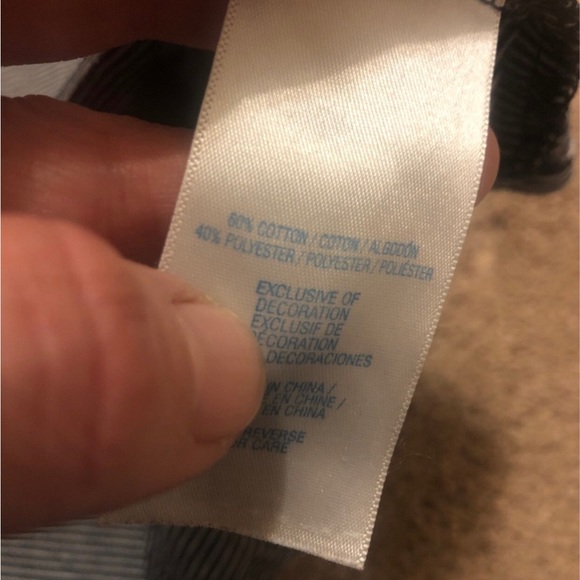 60% COTTON / COTON / ALGODÓN
40% POLYESTER / POLYESTER / POLIÉSTER
EXCLUSIVE OF
DECORATION
EXCLUSIF DE
DÉCORATION
DECORACIONES
IN CHINA /
EN CHINE /
EN CHINA
REVERSE
CARE